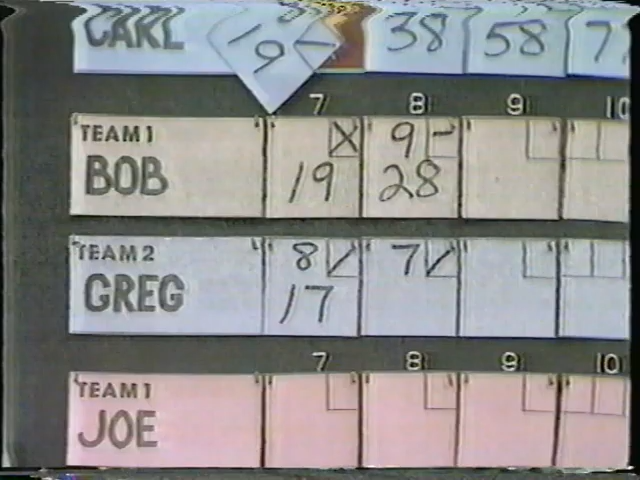 CARL 38 58
19
7 8 9 10
TEAM 1 X 9 -
BOB 19 28
TEAM 2 8 / 7 /
GREG 17
7 8 9 10
TEAM 1
JOE